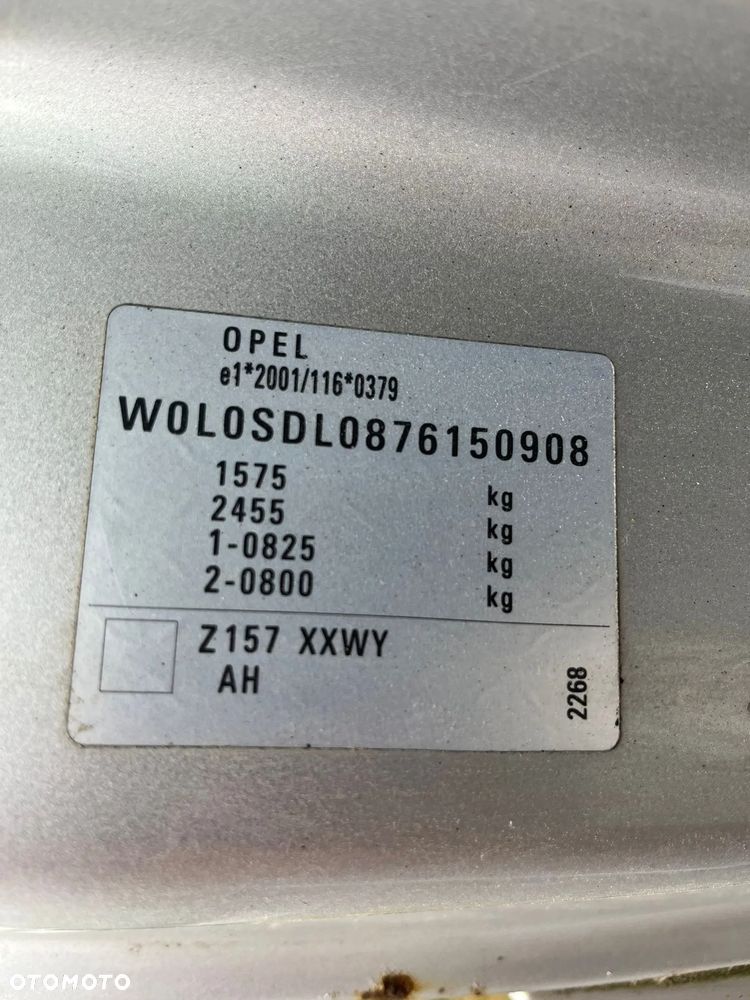 OPEL
e1*2001/116*0379
W0L0SDL0876150908
1575 kg
2455 kg
1-0825 kg
2-0800 kg
Z157 XXWY
AH
2268
OTOMOTO